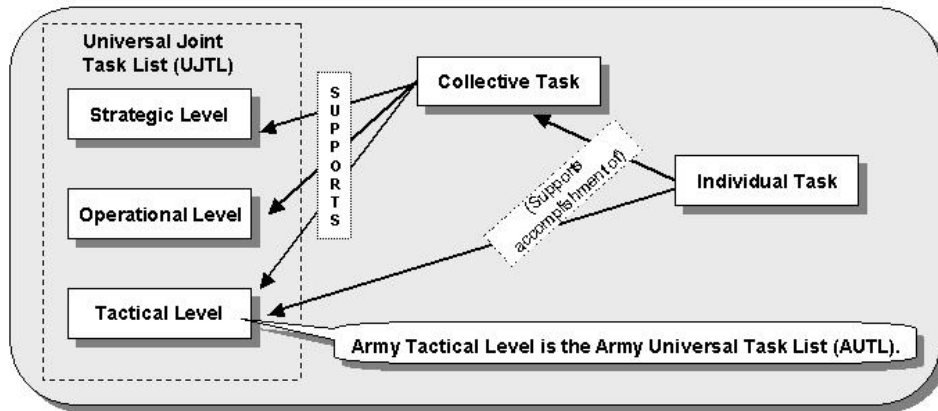 Universal Joint
Task List (UJTL)
Strategic Level
Operational Level
Tactical Level
SUPPORTS
Collective Task
(Supports
accomplishment of)
Individual Task
Army Tactical Level is the Army Universal Task List (AUTL).